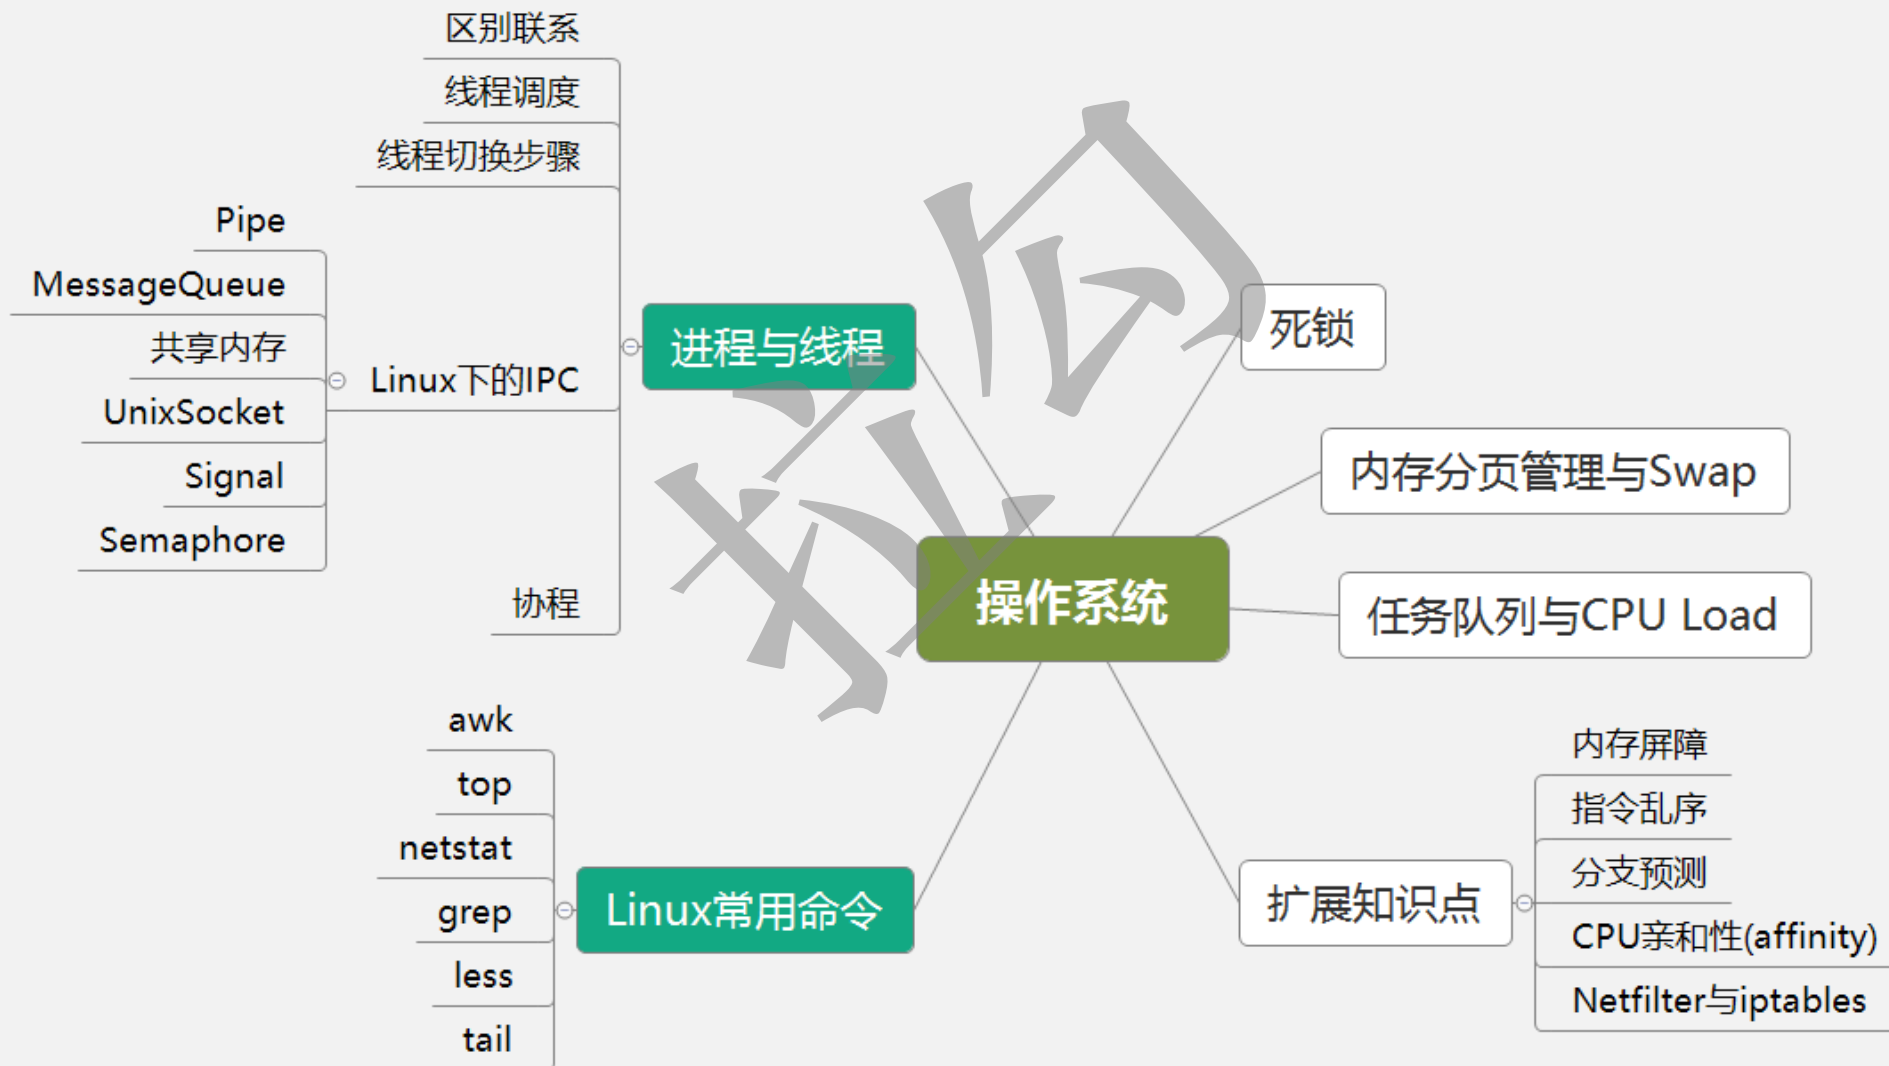 区别联系
线程调度
线程切换步骤
Pipe
MessageQueue
共享内存
UnixSocket
Signal
Semaphore
Linux下的IPC
协程
进程与线程
awk
top
netstat
grep
less
tail
Linux常用命令
操作系统
死锁
内存分页管理与Swap
任务队列与CPU Load
扩展知识点
内存屏障
指令乱序
分支预测
CPU亲和性(affinity)
Netfilter与iptables
拉勾